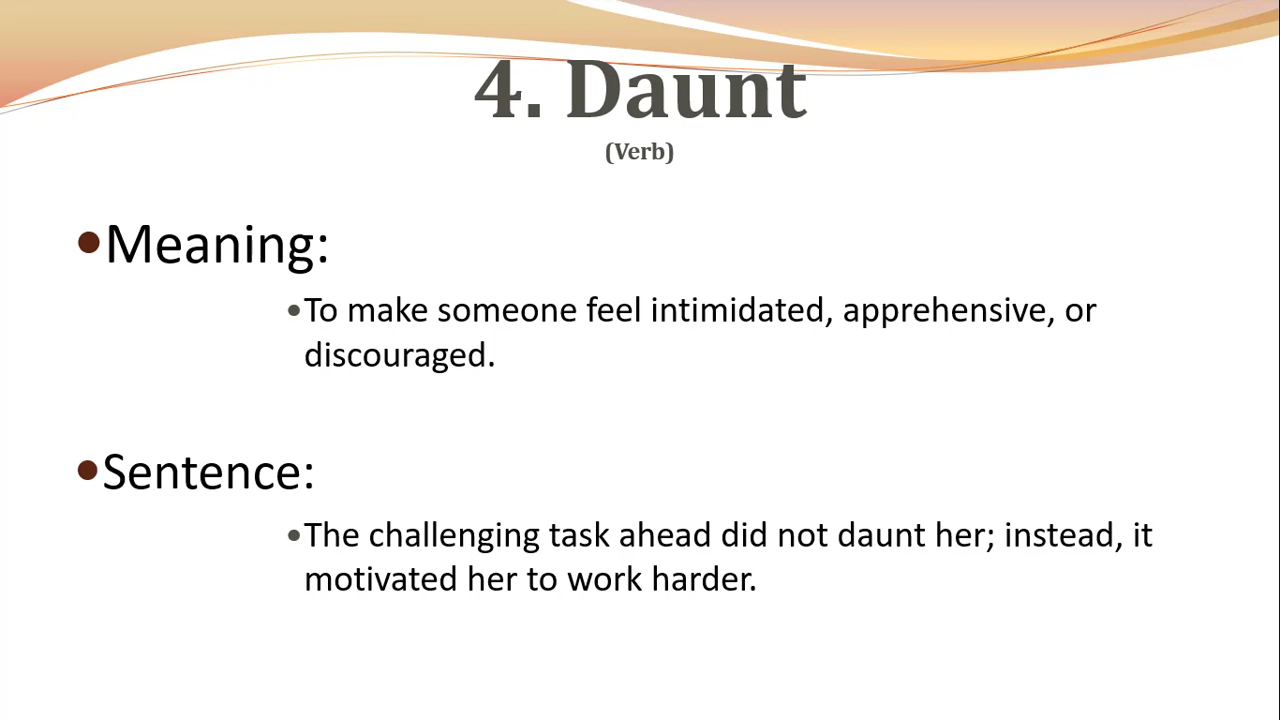 4. Daunt
(Verb)
•Meaning:
•To make someone feel intimidated, apprehensive, or
discouraged.
•Sentence:
•The challenging task ahead did not daunt her; instead, it
motivated her to work harder.